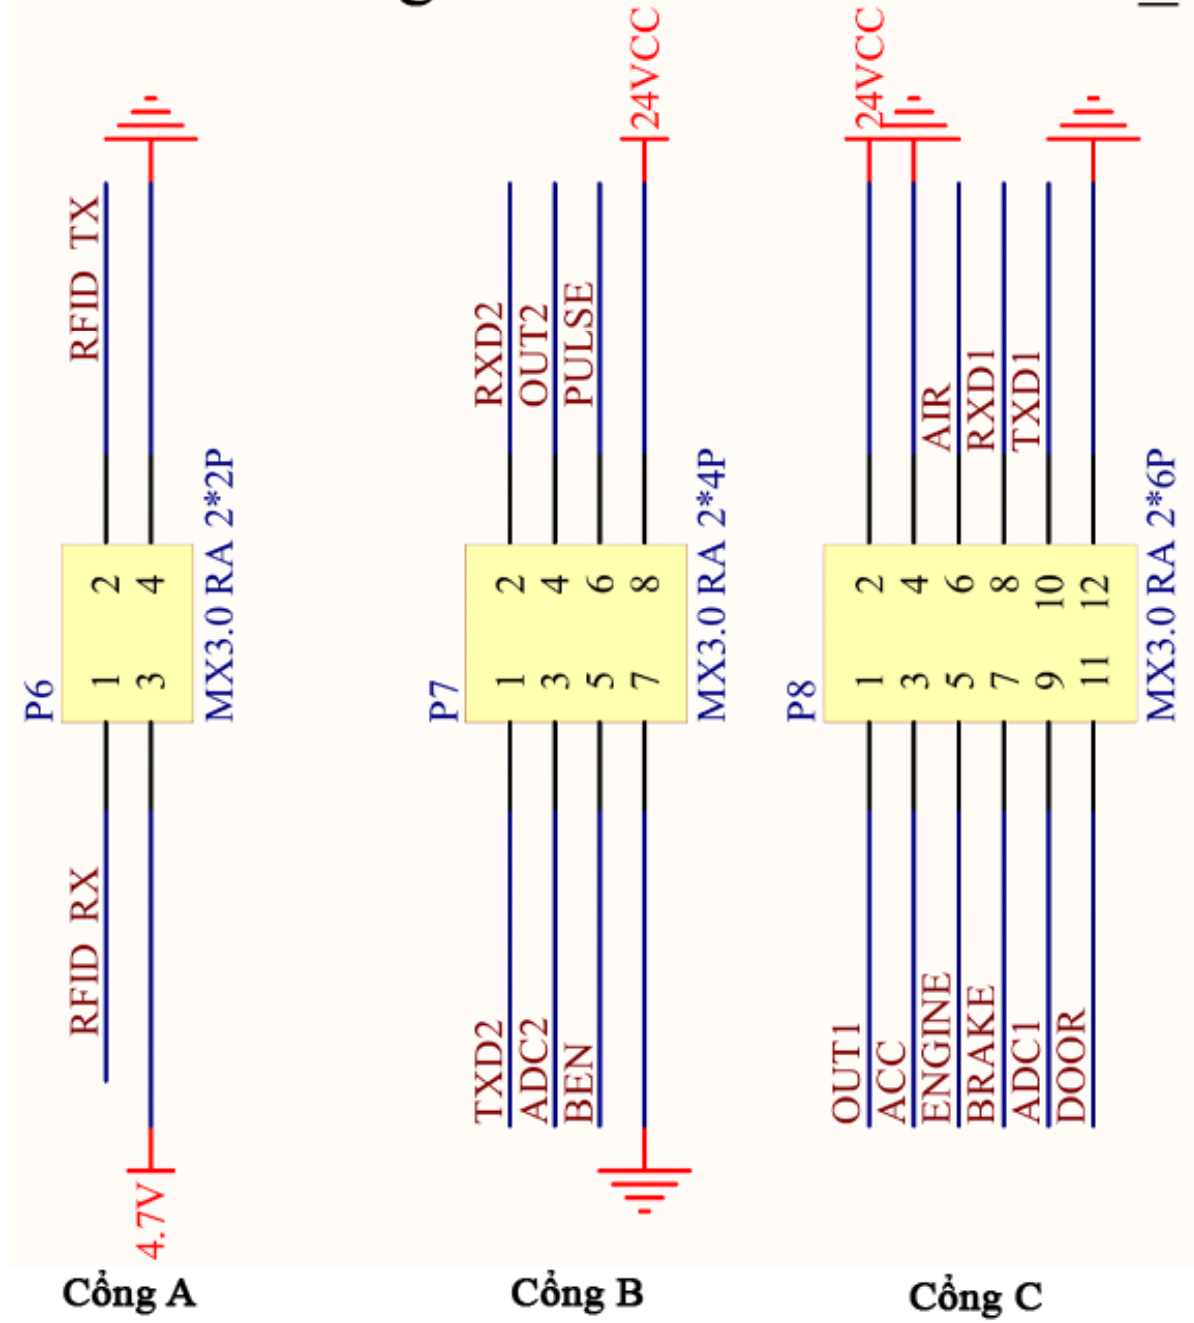 24VCC
24VCC
RFID TX
RXD2
OUT2
PULSE
AIR
RXD1
TXD1
P6
2 4
1 3
MX3.0 RA 2*2P
P7
2 4 6 8
1 3 5 7
MX3.0 RA 2*4P
P8
2 4 6 8 10 12
1 3 5 7 9 11
MX3.0 RA 2*6P
RFID RX
TXD2
ADC2
BEN
OUT1
ACC
ENGINE
BRAKE
ADC1
DOOR
4.7V
Cổng A
Cổng B
Cổng C